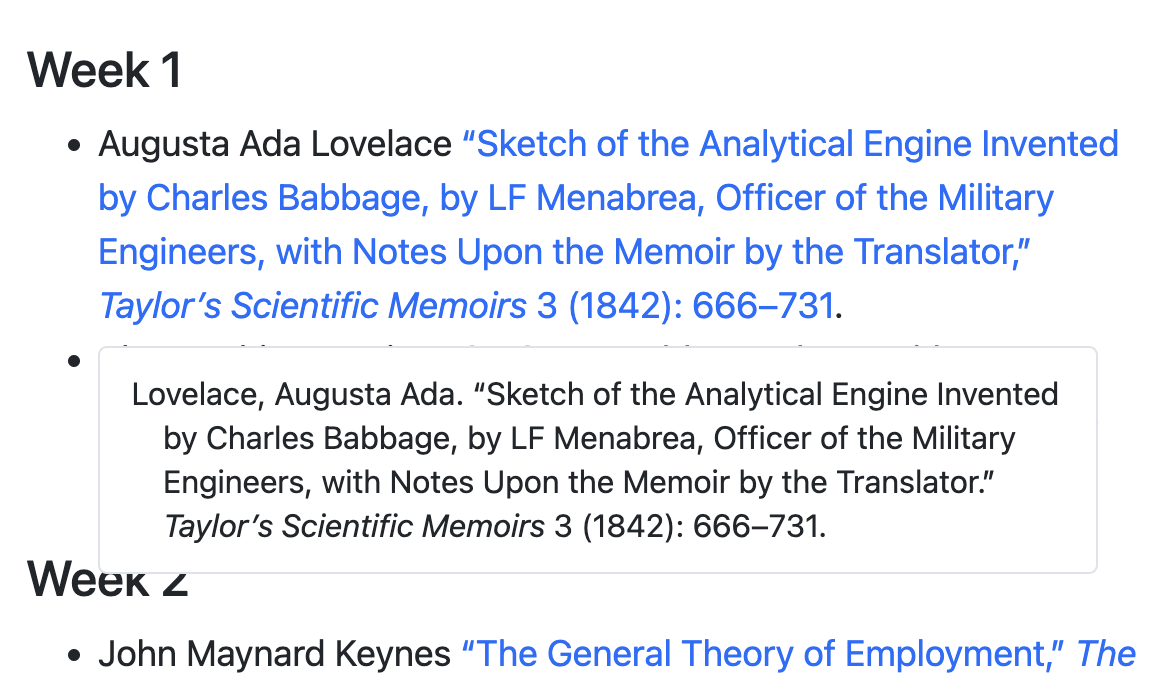 Week 1
• Augusta Ada Lovelace “Sketch of the Analytical Engine Invented
by Charles Babbage, by LF Menabrea, Officer of the Military
Engineers, with Notes Upon the Memoir by the Translator,”
Taylor’s Scientific Memoirs 3 (1842): 666–731.
•
Lovelace, Augusta Ada. “Sketch of the Analytical Engine Invented
by Charles Babbage, by LF Menabrea, Officer of the Military
Engineers, with Notes Upon the Memoir by the Translator.”
Taylor’s Scientific Memoirs 3 (1842): 666–731.
Week 2
• John Maynard Keynes “The General Theory of Employment,” The